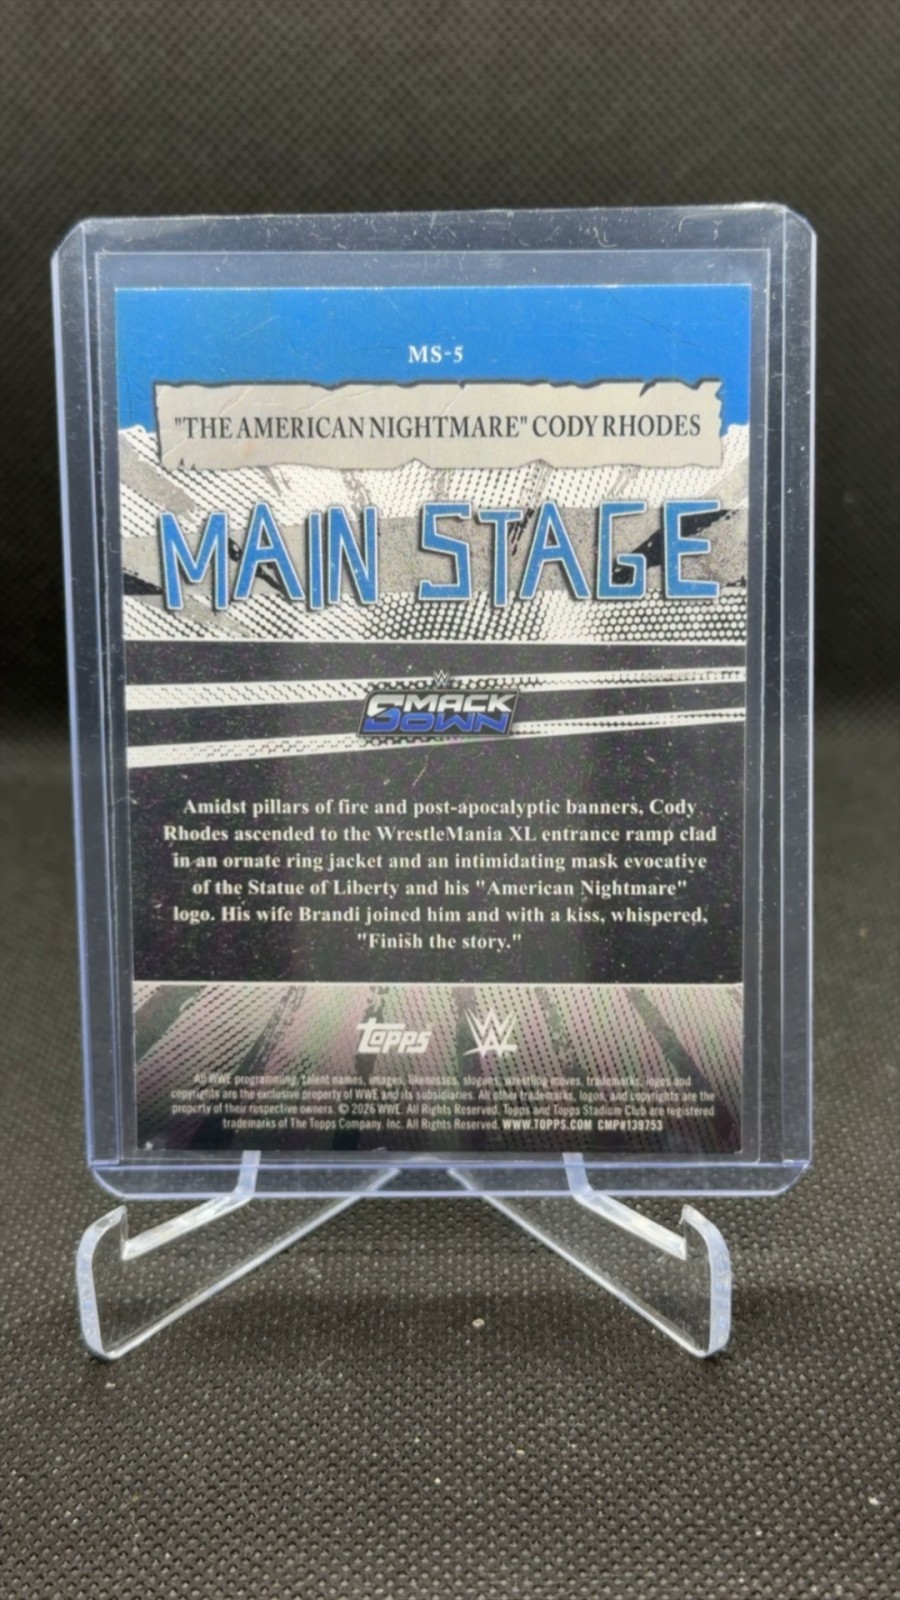 MS-5
"THE AMERICAN NIGHTMARE" CODY RHODES
MAIN STAGE
W
SMACK
DOWN
Amidst pillars of fire and post-apocalyptic banners, Cody
Rhodes ascended to the WrestleMania XL entrance ramp clad
in an ornate ring jacket and an intimidating mask evocative
of the Statue of Liberty and his "American Nightmare"
logo. His wife Brandi joined him and with a kiss, whispered,
"Finish the story."
Topps W
All WWE programming, talent names, images, likenesses, slogans, wrestling moves, trademarks, logos and
copyrights are the exclusive property of WWE and its subsidiaries. All other trademarks, logos, and copyrights are the
property of their respective owners. © 2026 WWE. All Rights Reserved. Topps and Topps Stadium Club are registered
trademarks of The Topps Company, Inc. All Rights Reserved. WWW.TOPPS.COM CMP#139753